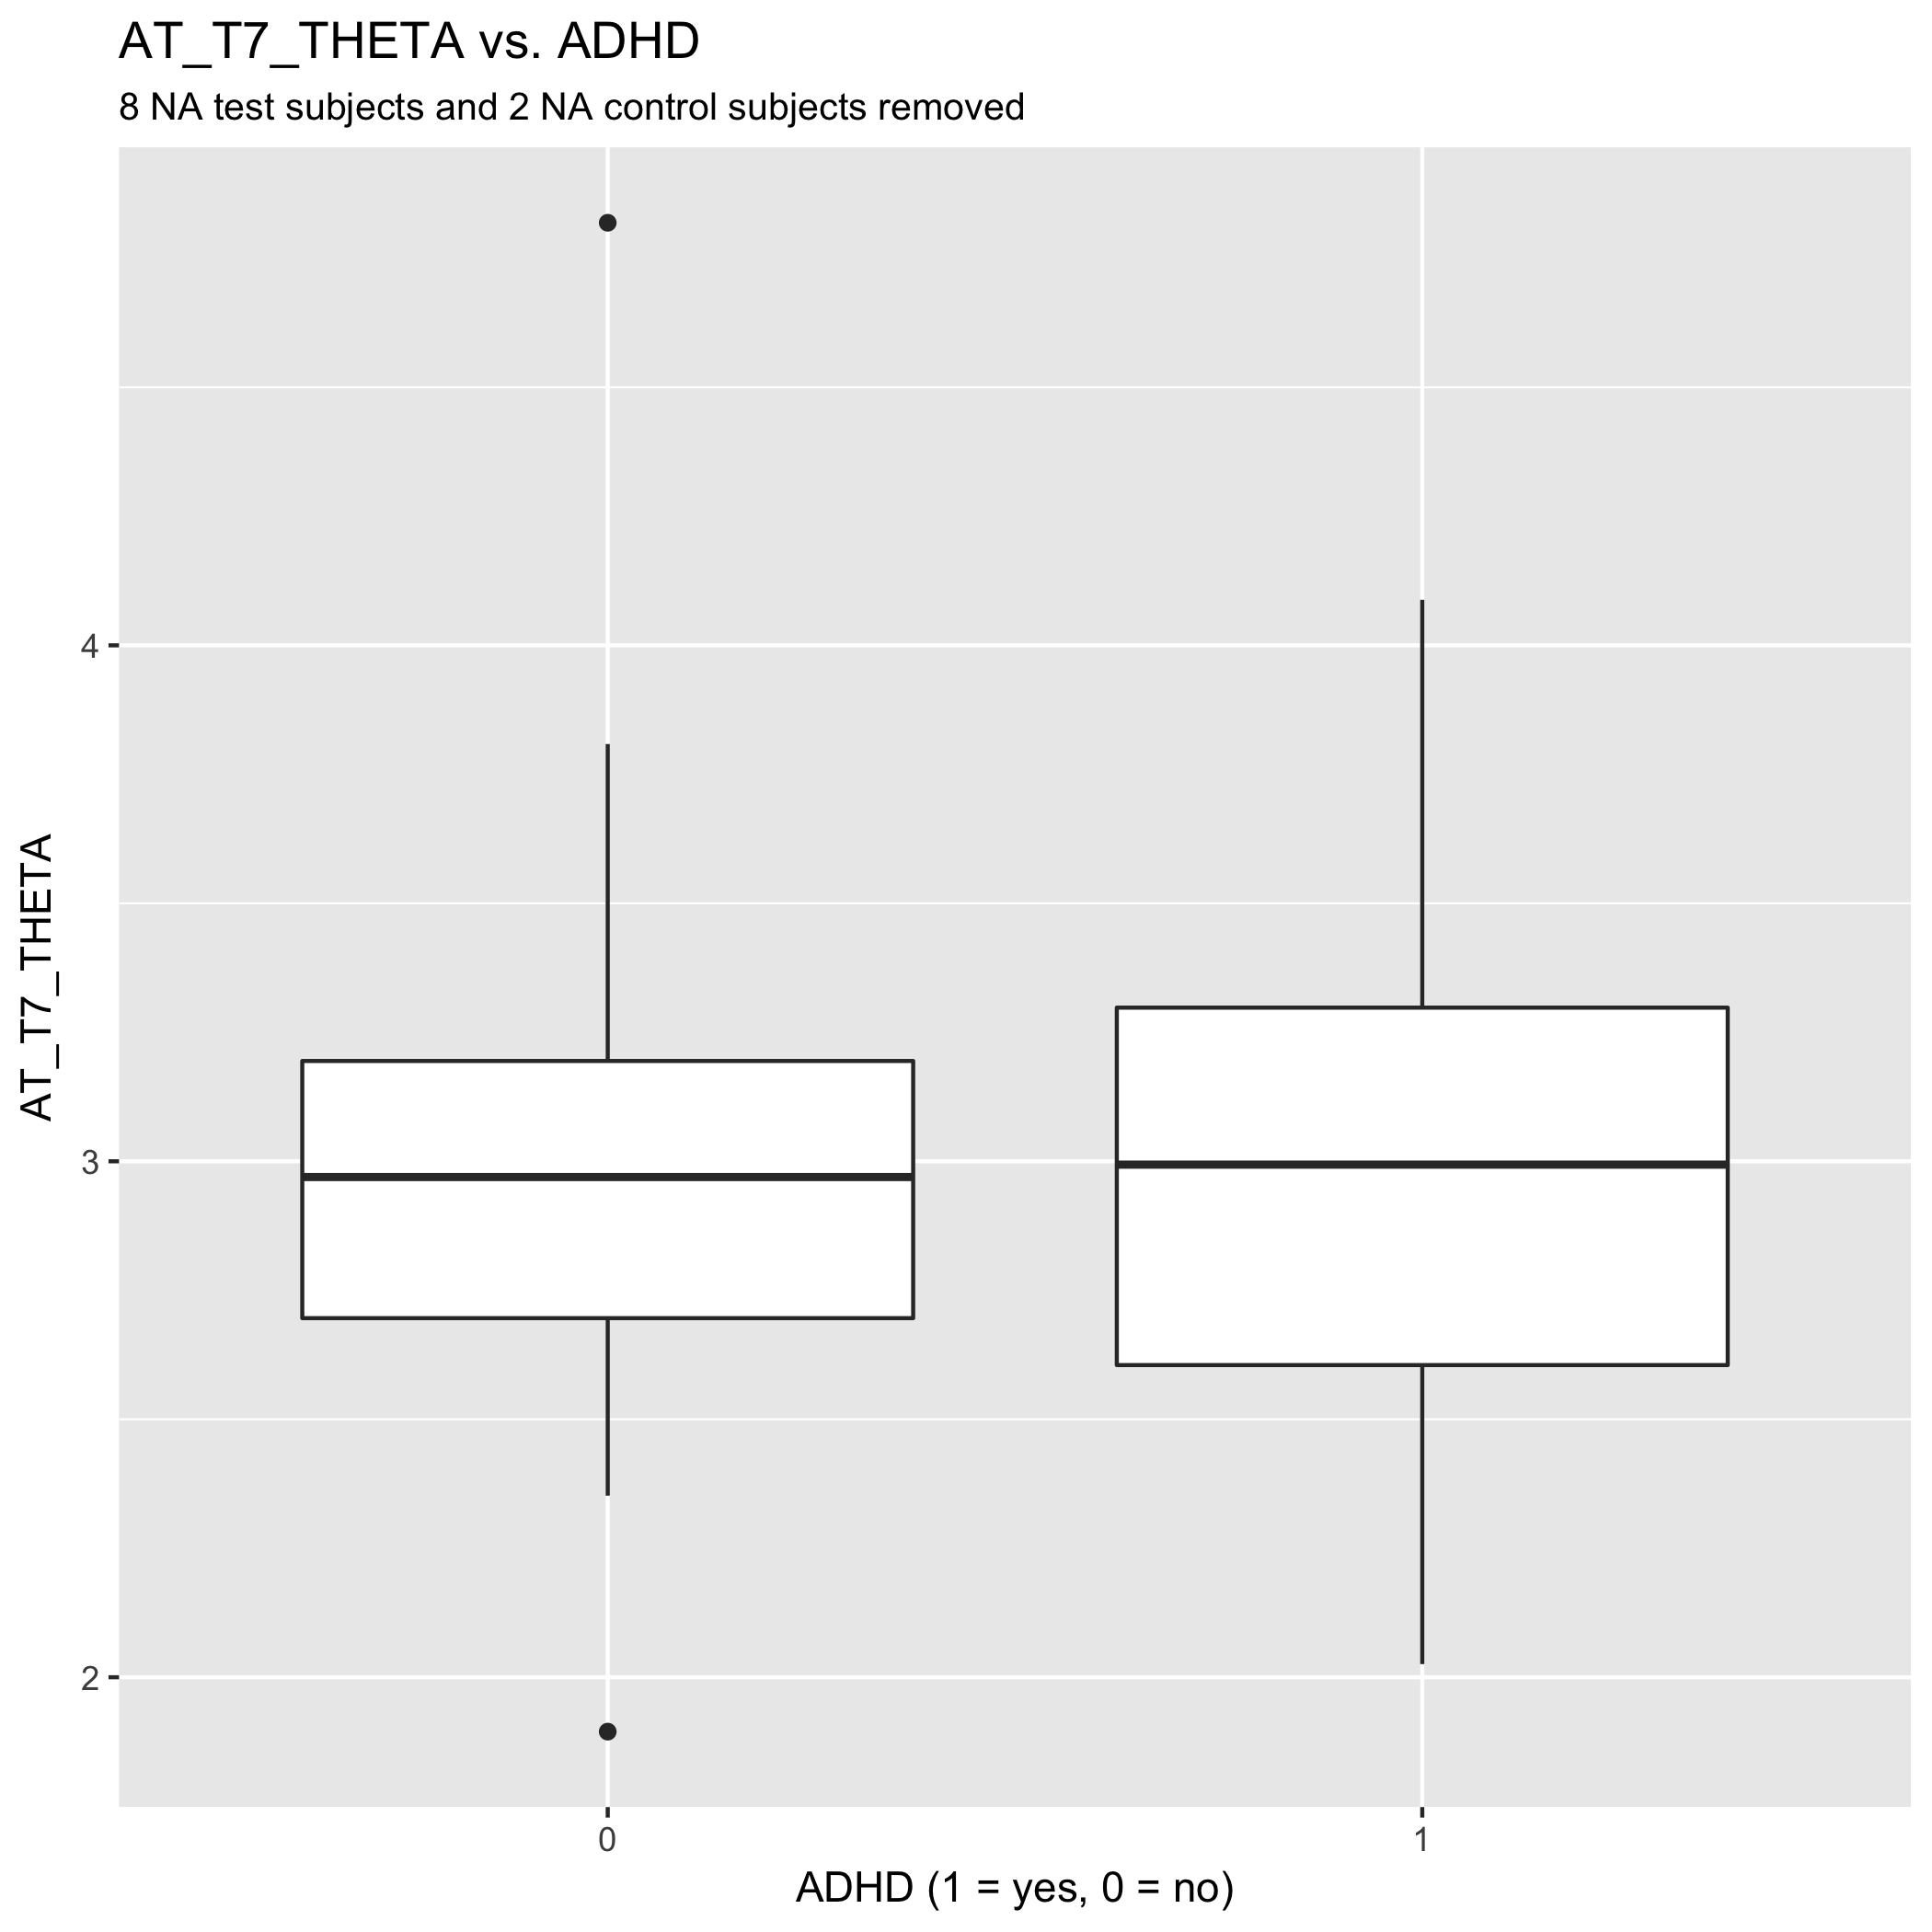 AT_T7_THETA vs. ADHD
8 NA test subjects and 2 NA control subjects removed
AT_T7_THETA
4
3
2
0
1
ADHD (1 = yes, 0 = no)